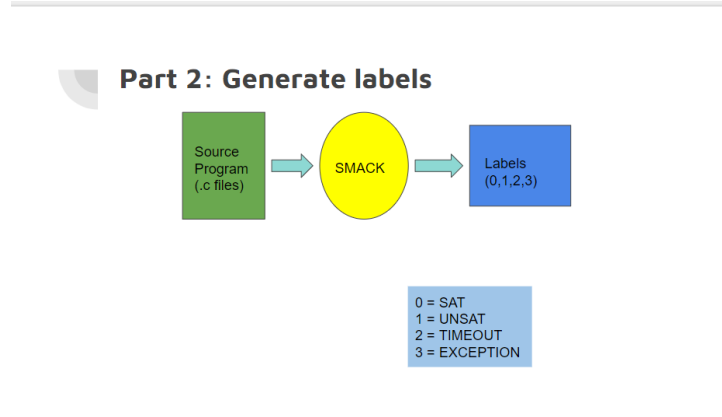 Part 2: Generate labels
Source
Program
(.c files)
SMACK
Labels
(0,1,2,3)
0 = SAT
1 = UNSAT
2 = TIMEOUT
3 = EXCEPTION